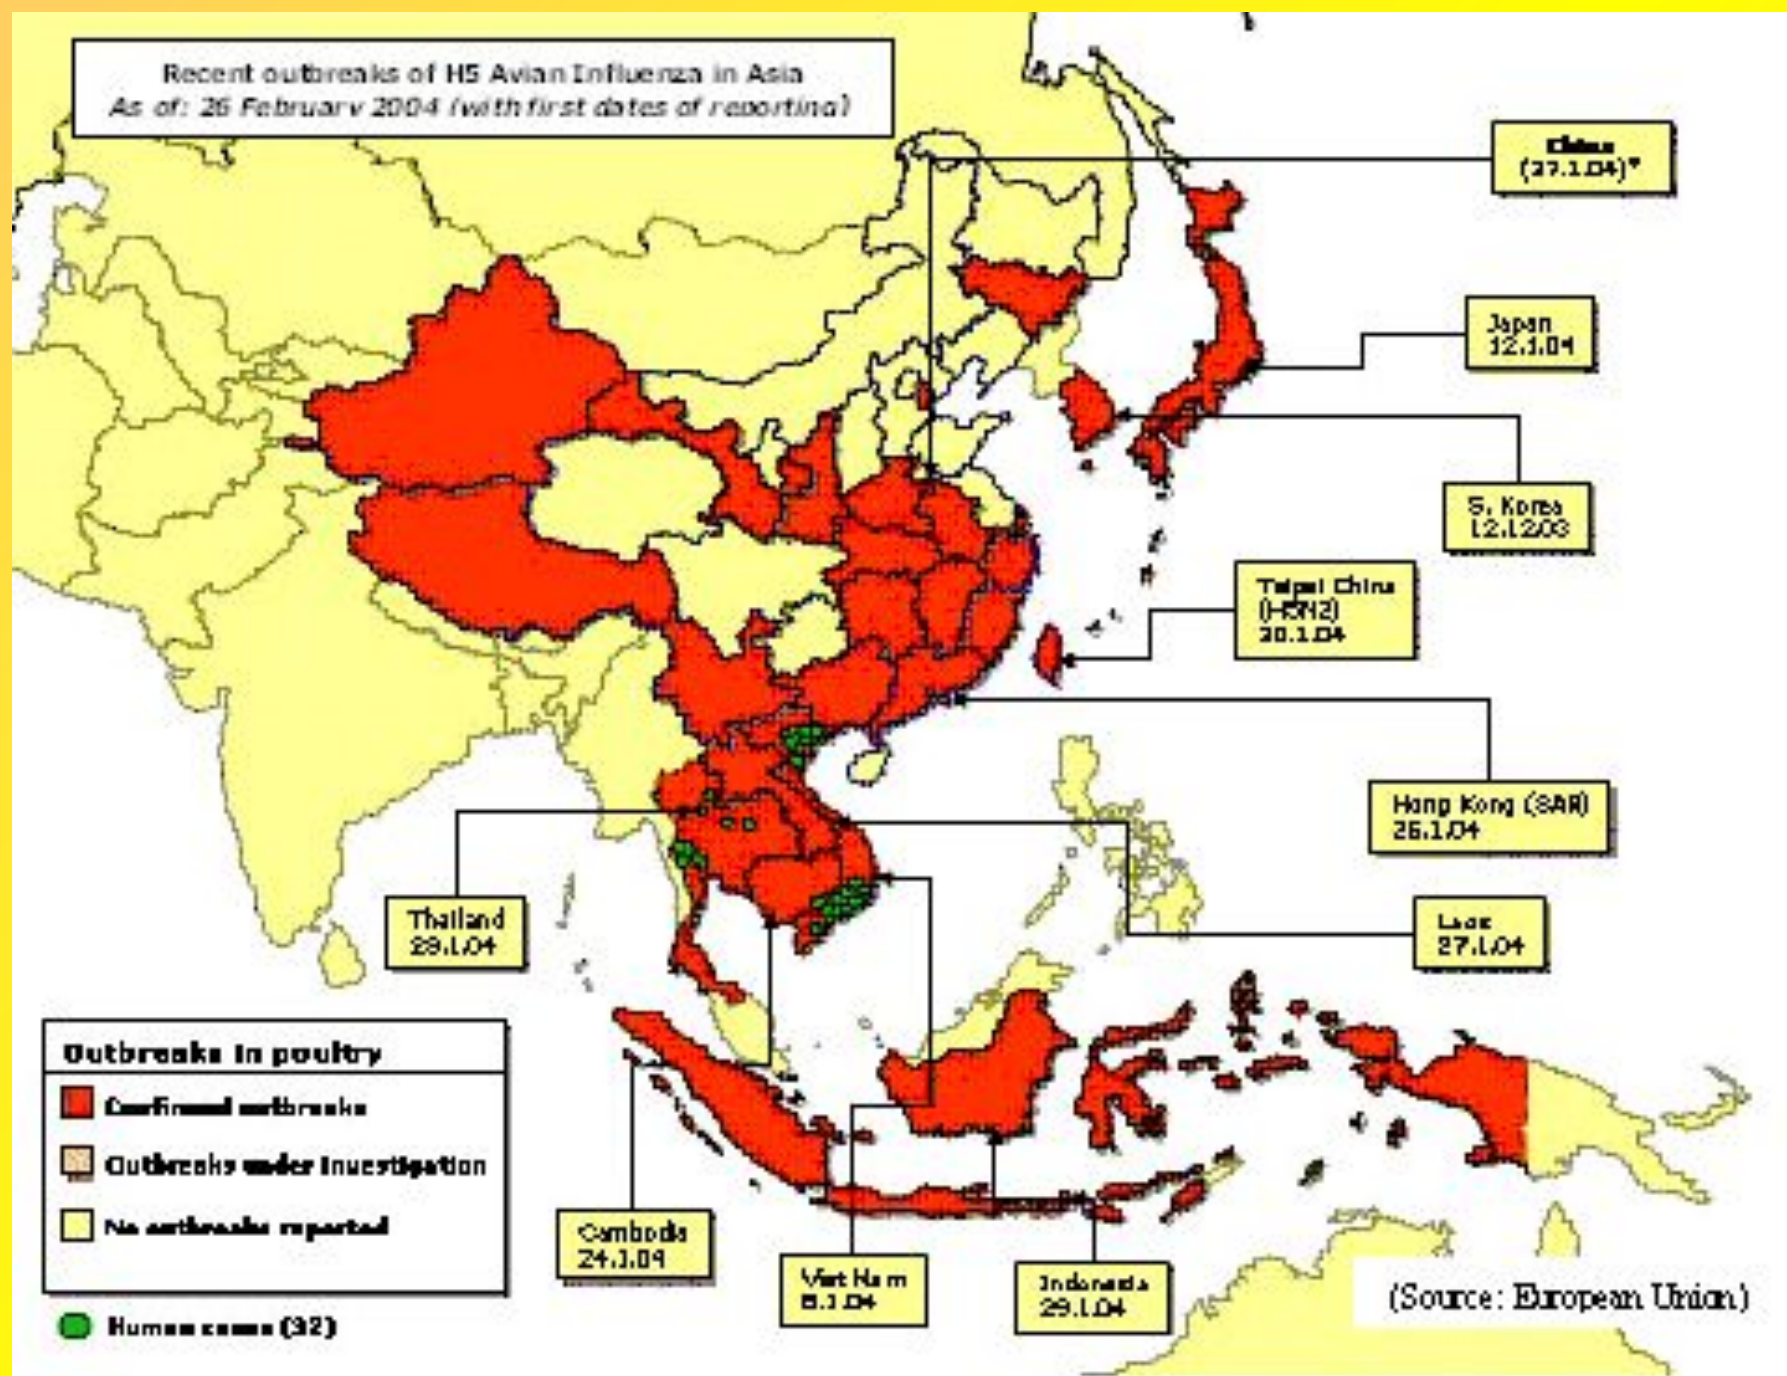 Recent outbreaks of H5 Avian Influenza in Asia
As of: 26 February 2004 (with first dates of reporting)
China
(27.1.04)*
Japan
12.1.04
S. Korea
12.12.03
Taipei China
(H5N2)
20.1.04
Hong Kong (SAR)
26.1.04
Thailand
23.1.04
Laos
27.1.04
Outbreaks in poultry
Confirmed outbreaks
Outbreaks under investigation
No outbreaks reported
Cambodia
24.1.04
Viet Nam
8.1.04
Indonesia
29.1.04
(Source: European Union)
Human cases (32)